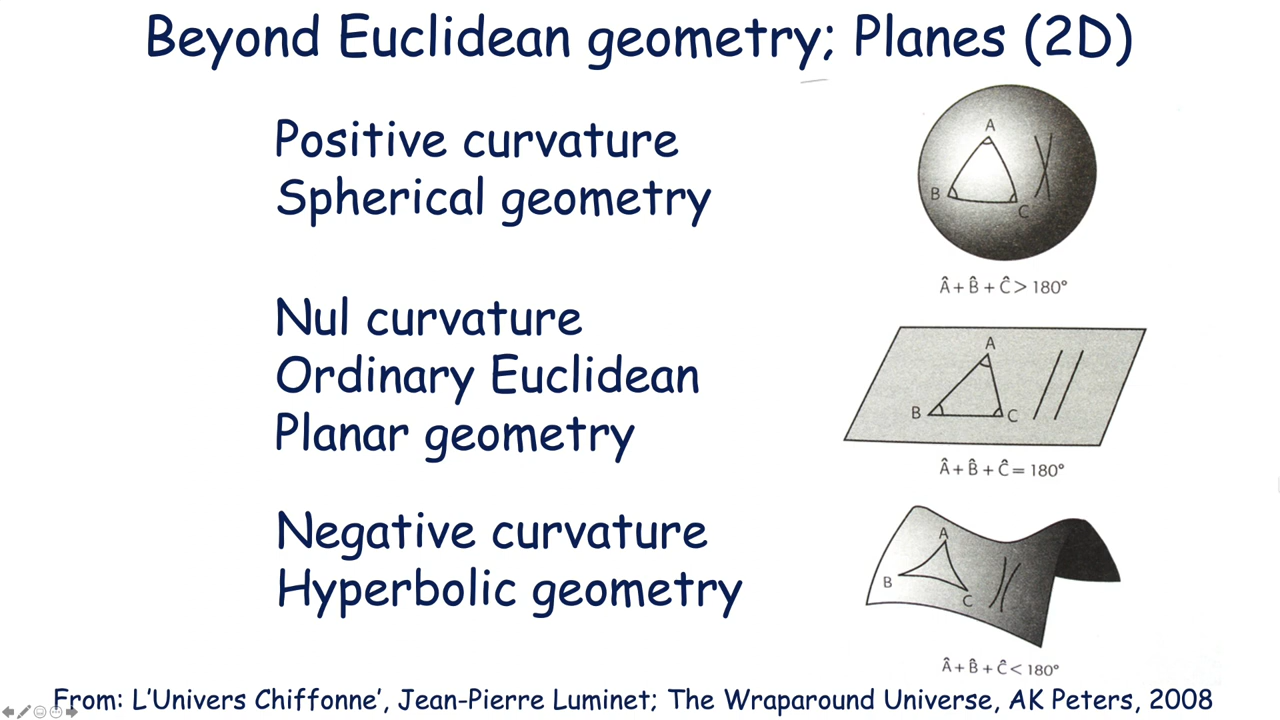 Beyond Euclidean geometry; Planes (2D)
Positive curvature
Spherical geometry
A
B
C
Â + B̂ + Ĉ > 180°
Nul curvature
Ordinary Euclidean
Planar geometry
A
B
C
Â + B̂ + Ĉ = 180°
Negative curvature
Hyperbolic geometry
A
B
C
Â + B̂ + Ĉ < 180°
From: L'Univers Chiffonne', Jean-Pierre Luminet; The Wraparound Universe, AK Peters, 2008